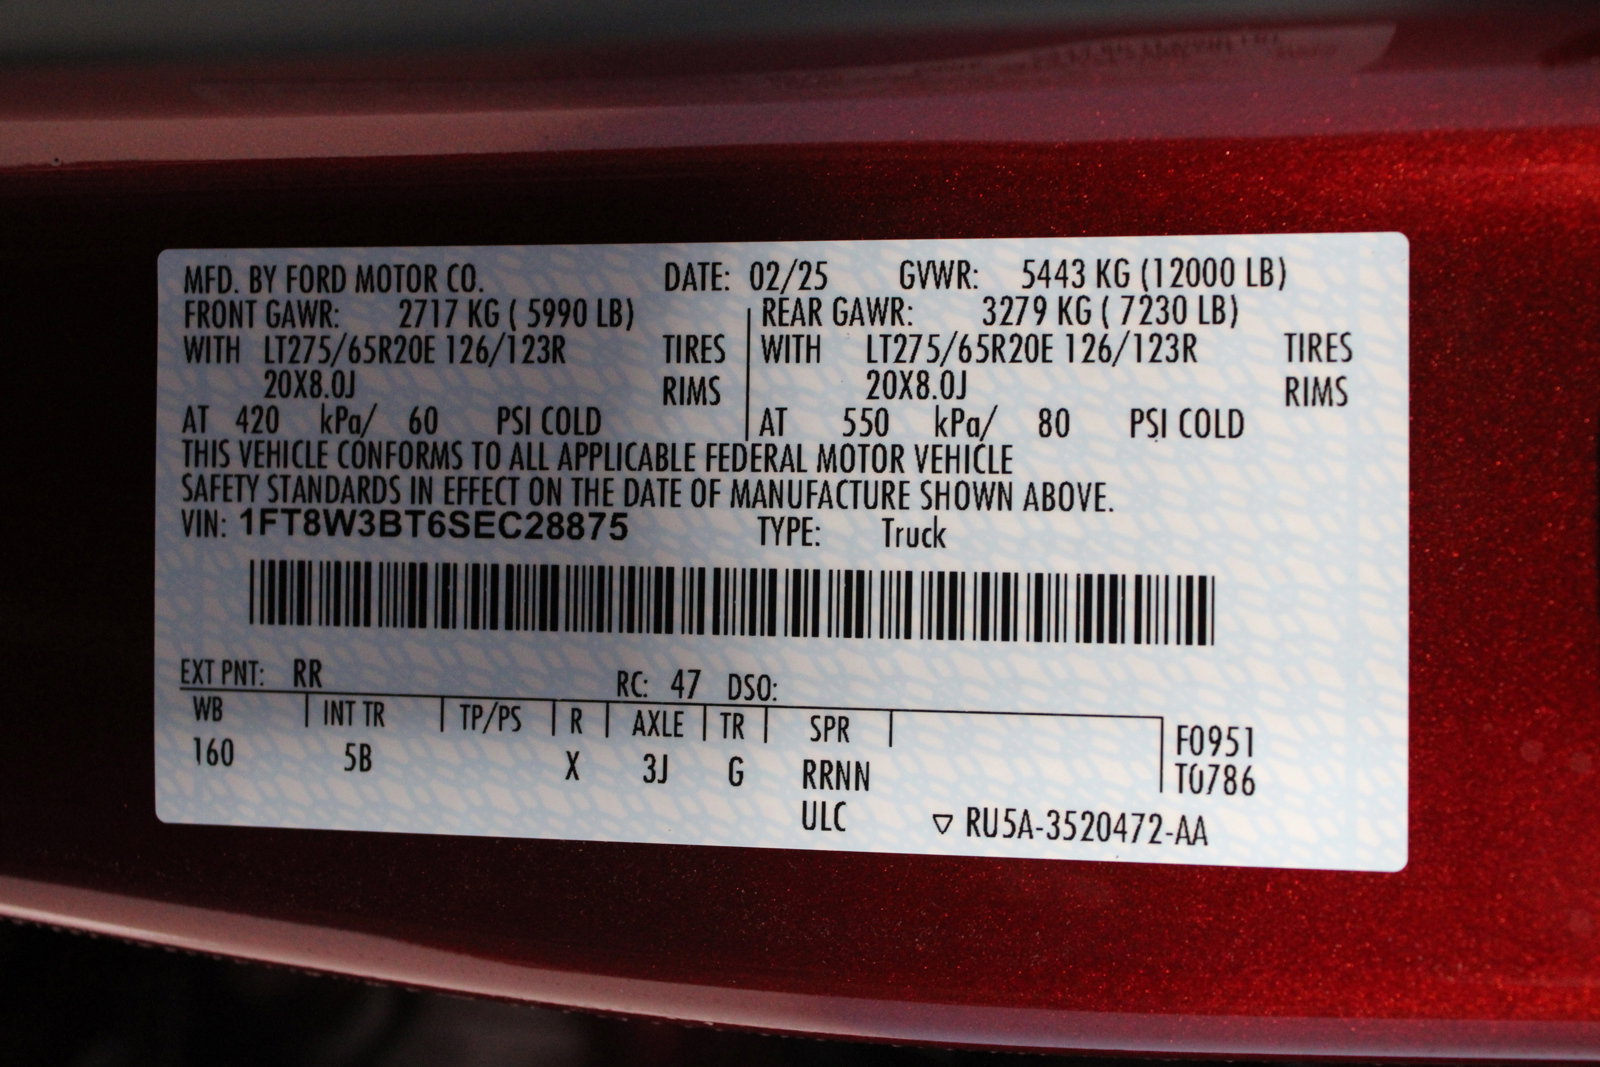 MFD. BY FORD MOTOR CO. DATE: 02/25 GVWR: 5443 KG (12000 LB)
FRONT GAWR: 2717 KG ( 5990 LB) REAR GAWR: 3279 KG ( 7230 LB)
WITH LT275/65R20E 126/123R TIRES WITH LT275/65R20E 126/123R TIRES
20X8.0J RIMS 20X8.0J RIMS
AT 420 kPa/ 60 PSI COLD AT 550 kPa/ 80 PSI COLD
THIS VEHICLE CONFORMS TO ALL APPLICABLE FEDERAL MOTOR VEHICLE
SAFETY STANDARDS IN EFFECT ON THE DATE OF MANUFACTURE SHOWN ABOVE.
VIN: 1FT8W3BT6SEC28875 TYPE: Truck
EXT PNT: RR RC: 47 DSO:
WB INT TR TP/PS R AXLE TR SPR F0951
160 5B X 3J G RRNN T0786
ULC ▽ RU5A-3520472-AA